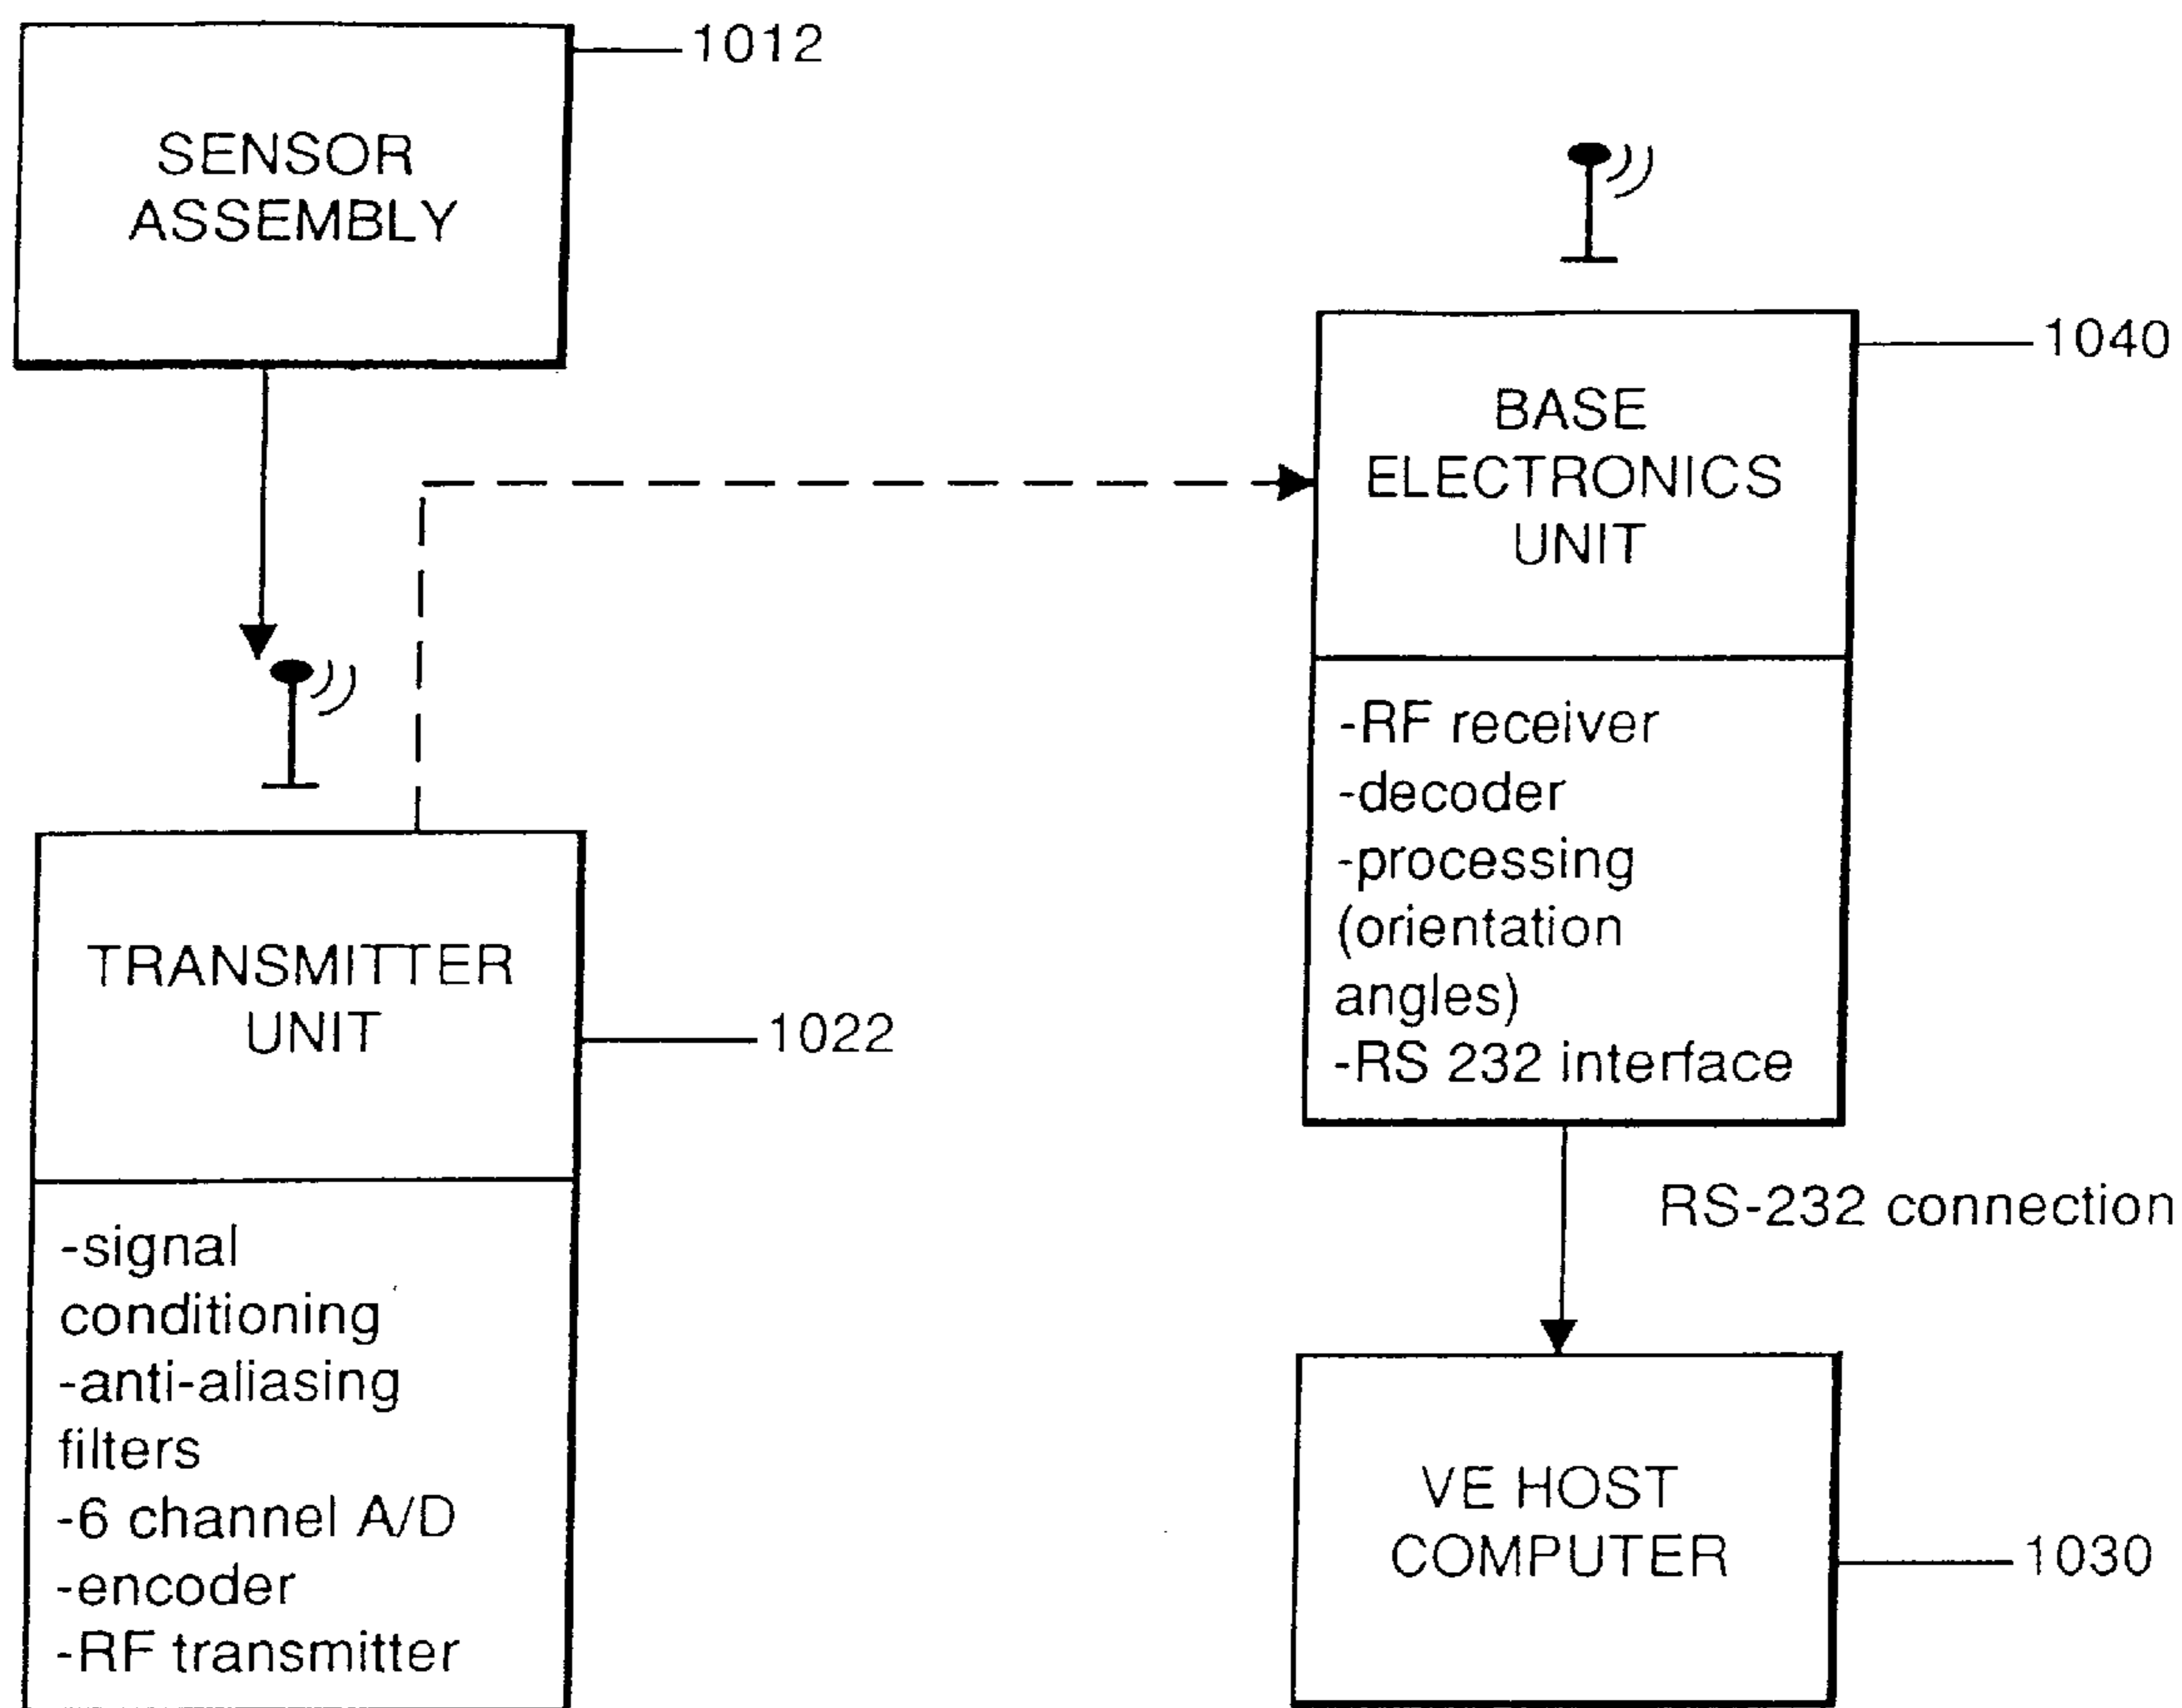 1012
SENSOR
ASSEMBLY
1040
BASE
ELECTRONICS
UNIT
-RF receiver
-decoder
-processing
(orientation
angles)
-RS 232 interface
TRANSMITTER
UNIT
1022
-signal
conditioning
-anti-aliasing
filters
-6 channel A/D
-encoder
-RF transmitter
RS-232 connection
VE HOST
COMPUTER
1030